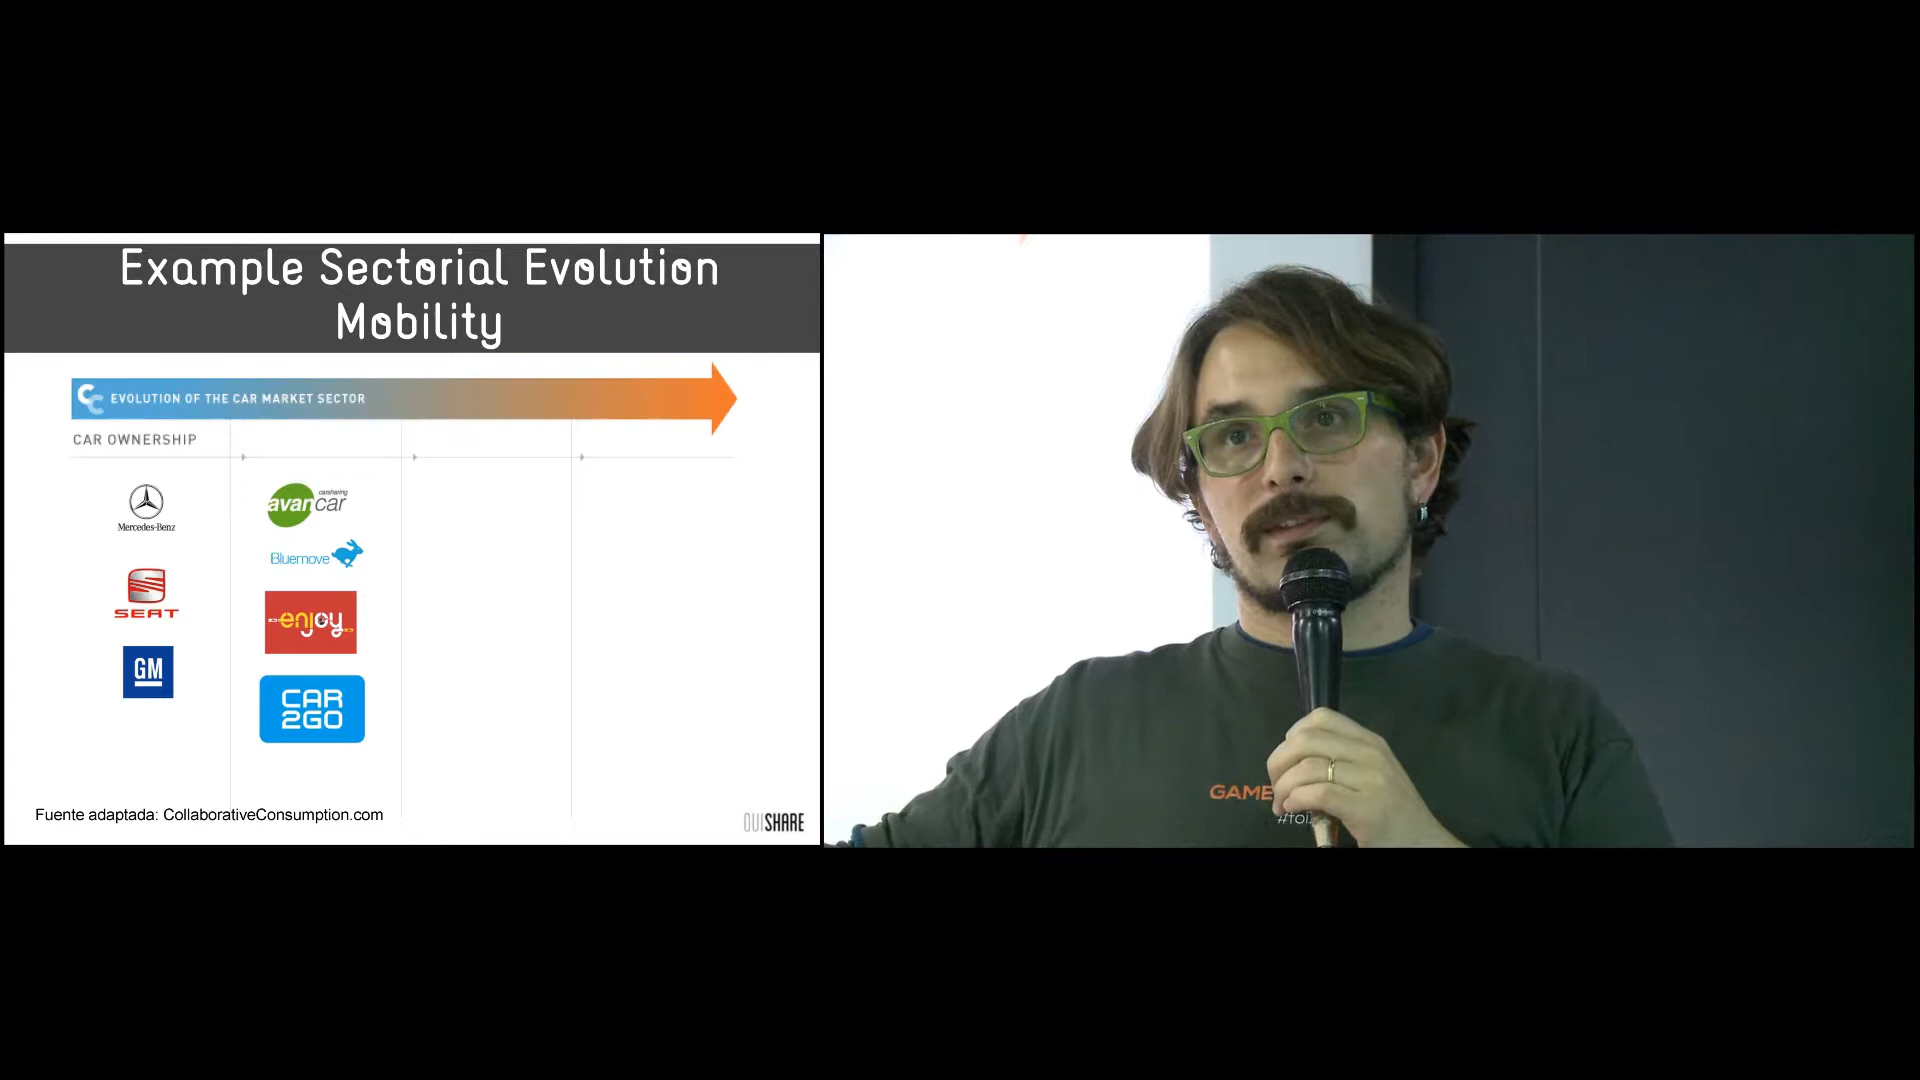 Example Sectorial Evolution
Mobility
EVOLUTION OF THE CAR MARKET SECTOR
CAR OWNERSHIP
Mercedes-Benz
SEAT
GM
carsharing
avancar
Bluemove
enjoy
CAR
2GO
Fuente adaptada: CollaborativeConsumption.com
OUISHARE
GAME